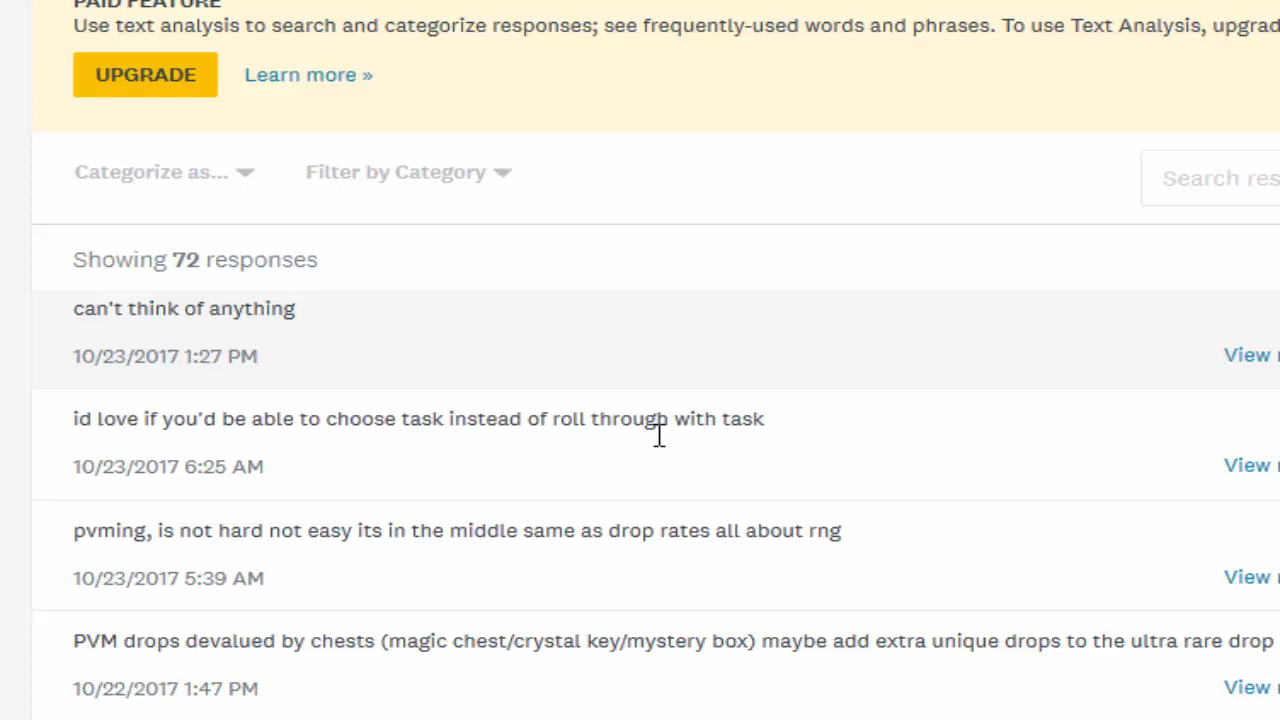 PAID FEATURE
Use text analysis to search and categorize responses; see frequently-used words and phrases. To use Text Analysis, upgrad
UPGRADE Learn more »
Categorize as... Filter by Category Search res
Showing 72 responses
can't think of anything
10/23/2017 1:27 PM View
id love if you'd be able to choose task instead of roll through with task
10/23/2017 6:25 AM View
pvming, is not hard not easy its in the middle same as drop rates all about rng
10/23/2017 5:39 AM View
PVM drops devalued by chests (magic chest/crystal key/mystery box) maybe add extra unique drops to the ultra rare drop
10/22/2017 1:47 PM View